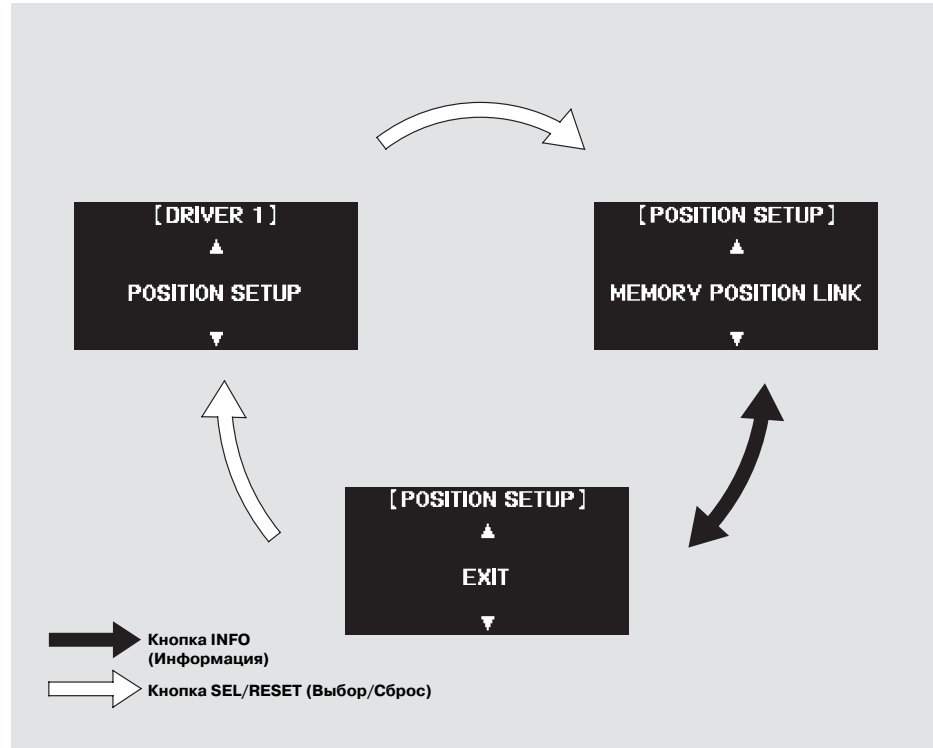 [DRIVER 1]
▲
POSITION SETUP
▼
[POSITION SETUP]
▲
MEMORY POSITION LINK
▼
[POSITION SETUP]
▲
EXIT
▼
Кнопка INFO
(Информация)
Кнопка SEL/RESET (Выбор/Сброс)